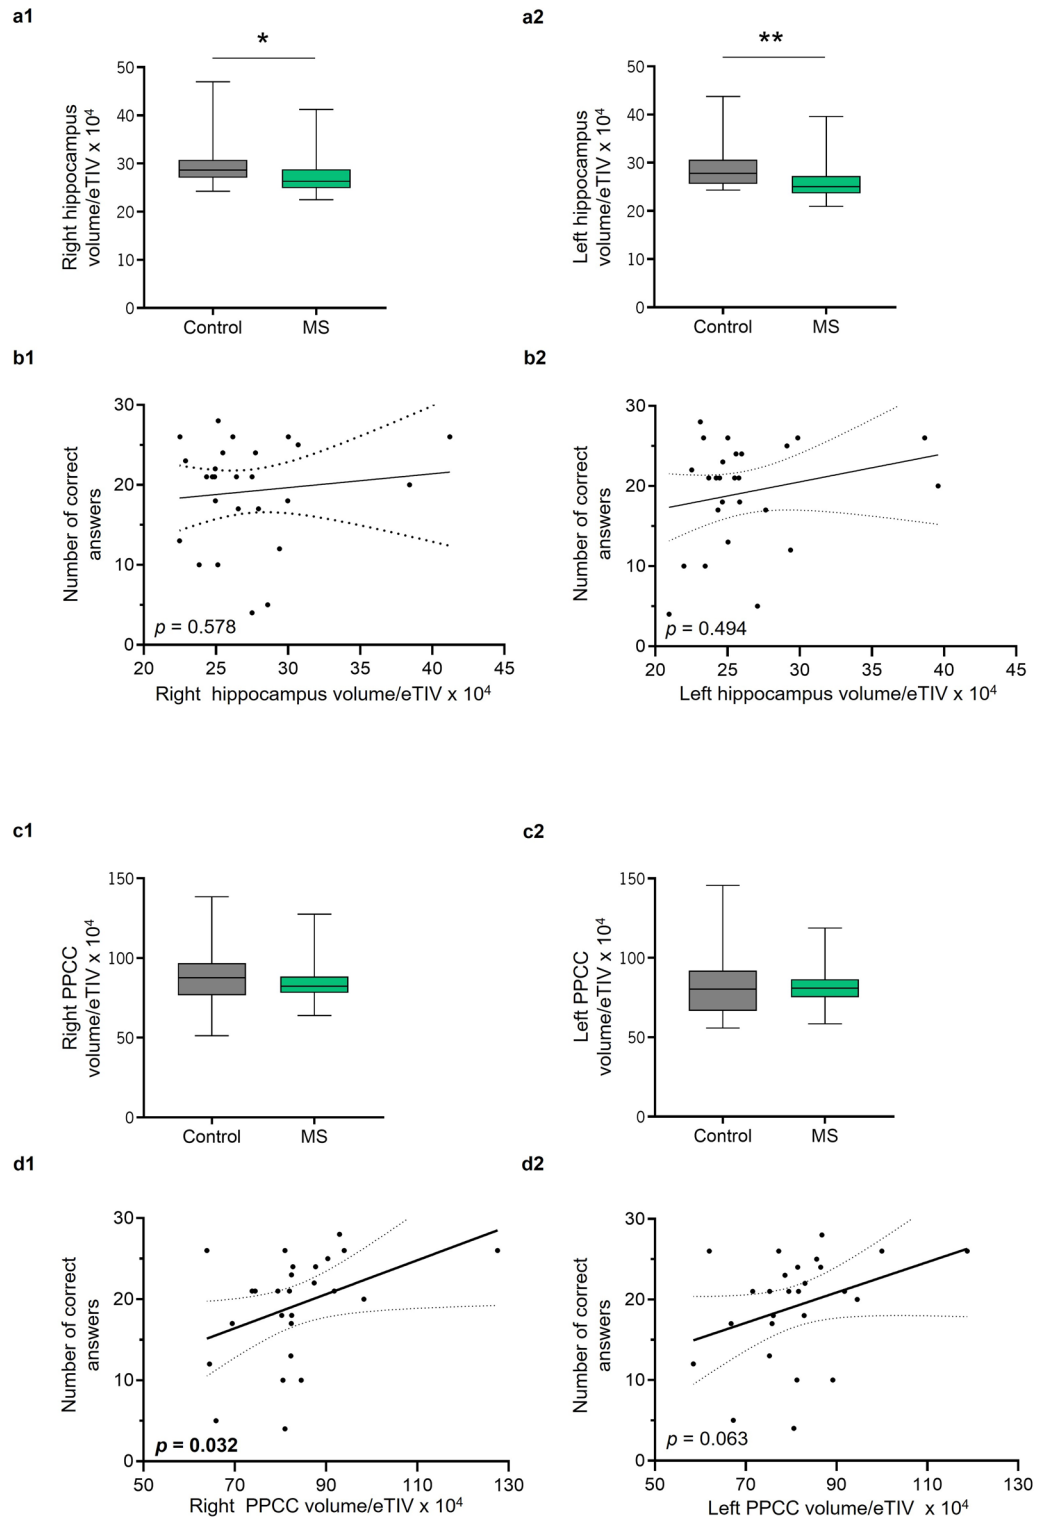 a1
*
Right hippocampus
volume/eTIV x 10⁴
50
40
30
20
10
0
Control MS
a2
**
Left hippocampus
volume/eTIV x 10⁴
50
40
30
20
10
0
Control MS
b1
Number of correct
answers
30
20
10
0
p = 0.578
20 25 30 35 40 45
Right hippocampus volume/eTIV x 10⁴
b2
Number of correct
answers
30
20
10
0
p = 0.494
20 25 30 35 40 45
Left hippocampus volume/eTIV x 10⁴
c1
Right PPCC
volume/eTIV x 10⁴
150
100
50
0
Control MS
c2
Left PPCC
volume/eTIV x 10⁴
150
100
50
0
Control MS
d1
Number of correct
answers
30
20
10
0
p = 0.032
50 70 90 110 130
Right PPCC volume/eTIV x 10⁴
d2
Number of correct
answers
30
20
10
0
p = 0.063
50 70 90 110 130
Left PPCC volume/eTIV x 10⁴